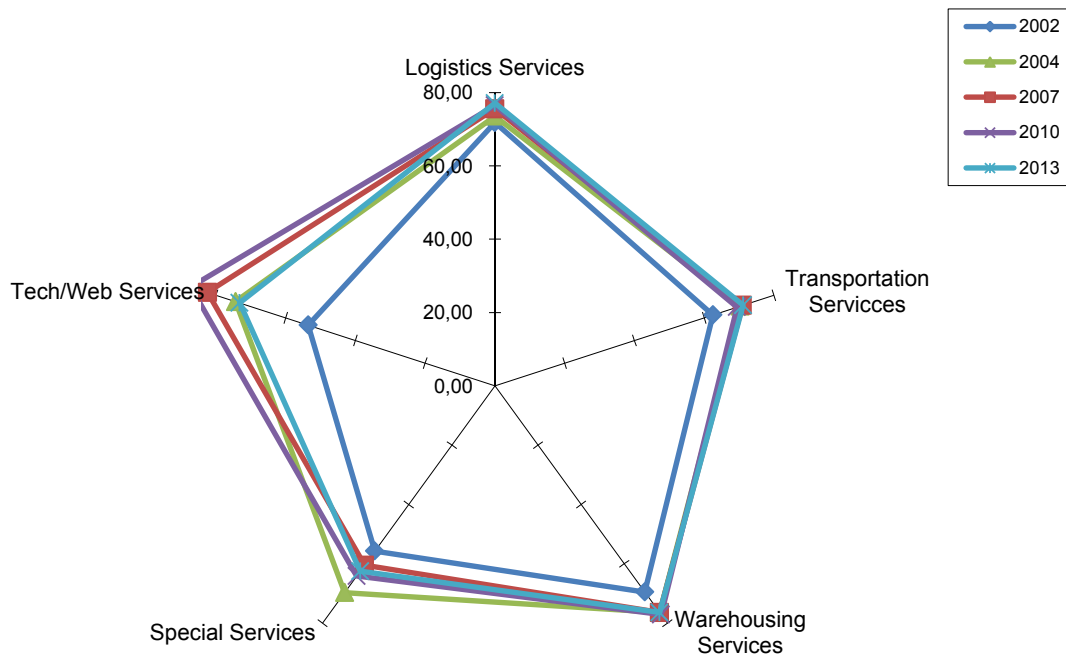 2002
2004
2007
2010
2013
Logistics Services
80,00
60,00
40,00
20,00
0,00
Transportation
Servicces
Tech/Web Services
Special Services
Warehousing
Services